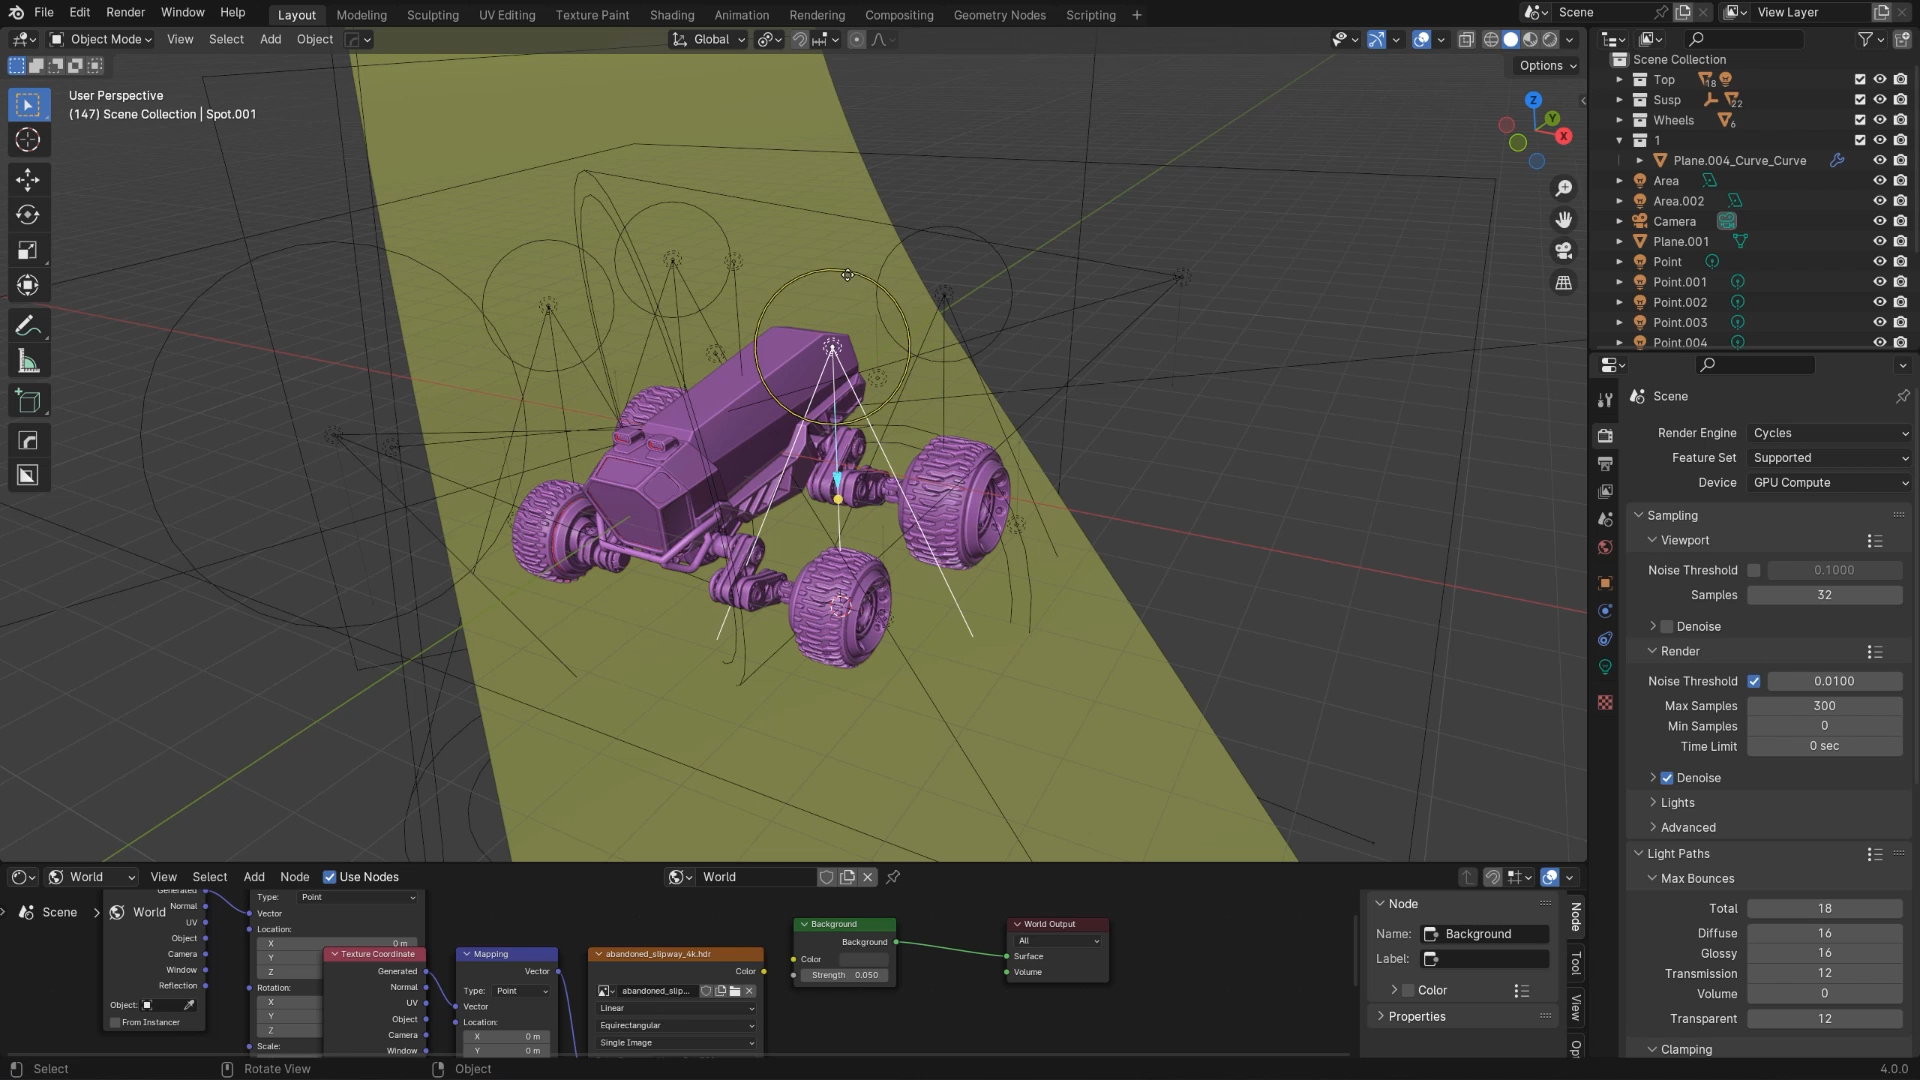 File Edit Render Window Help Layout Modeling Sculpting UV Editing Texture Paint Shading Animation Rendering Compositing Geometry Nodes Scripting + Scene View Layer
Object Mode View Select Add Object Global
Options
User Perspective
(147) Scene Collection | Spot.001
Z
Y
X
Scene Collection
Top 18
Susp 22
Wheels 6
1
Plane.004_Curve_Curve
Area
Area.002
Camera
Plane.001
Point
Point.001
Point.002
Point.003
Point.004
Scene
Render Engine Cycles
Feature Set Supported
Device GPU Compute
Sampling
Viewport
Noise Threshold 0.1000
Samples 32
Denoise
Render
Noise Threshold 0.0100
Max Samples 300
Min Samples 0
Time Limit 0 sec
Denoise
Lights
Advanced
Light Paths
Max Bounces
Total 18
Diffuse 16
Glossy 16
Transmission 12
Volume 0
Transparent 12
Clamping
World View Select Add Node Use Nodes World
Scene > World
Generated
Normal
UV
Object
Camera
Window
Reflection
Object:
From Instancer
Type: Point
Vector
Location:
X 0 m
Y
Z
Rotation:
X
Y
Z
Scale:
Texture Coordinate
Generated
Normal
UV
Object
Camera
Window
Mapping
Vector
Type: Point
Vector
Location:
X 0 m
Y 0 m
abandoned_slipway_4k.hdr
Color
abandoned_slip...
Linear
Equirectangular
Single Image
Background
Background
Color
Strength 0.050
World Output
All
Surface
Volume
Node
Name: Background
Label:
Color
Properties
Node
Tool
View
Select Rotate View Object 4.0.0